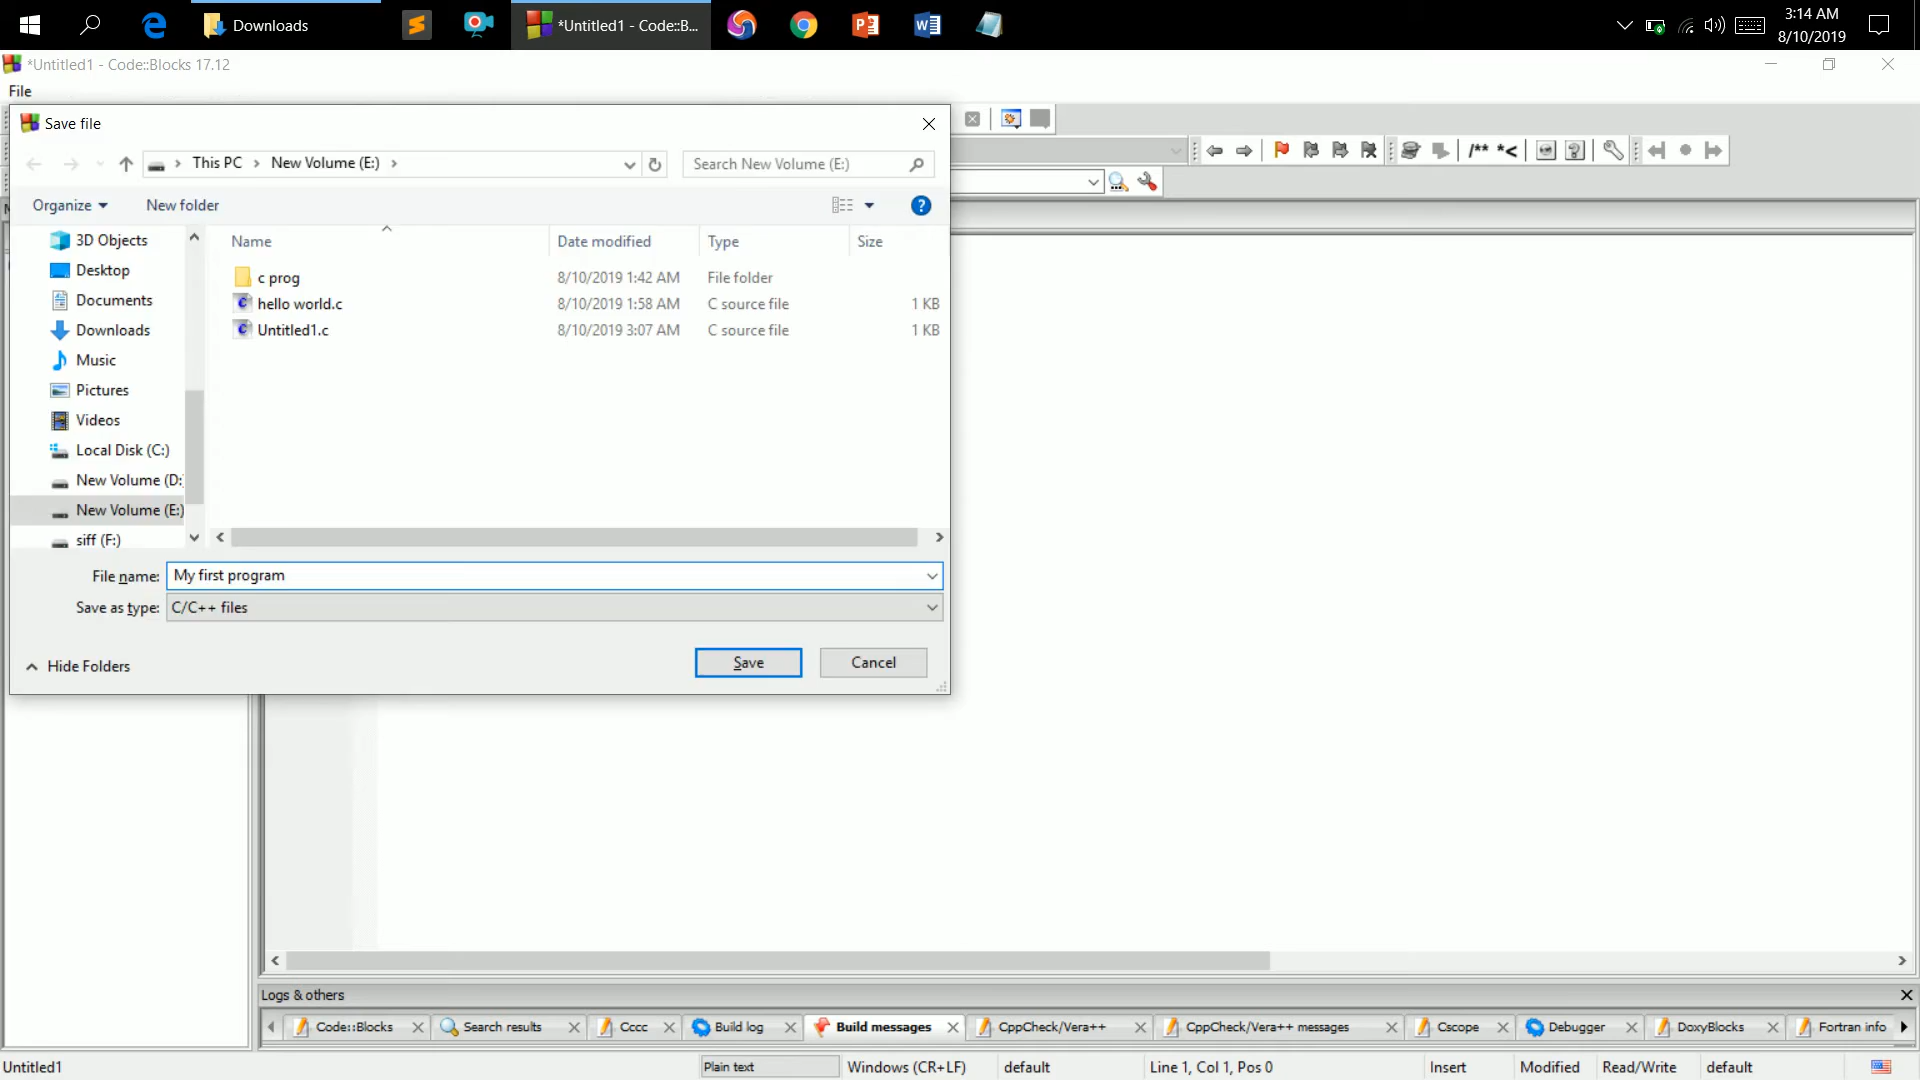 Downloads
*Untitled1 - Code::B...
3:14 AM
8/10/2019
*Untitled1 - Code::Blocks 17.12
File
Save file
This PC > New Volume (E:) >
Search New Volume (E:)
Organize
New folder
Name
Date modified
Type
Size
3D Objects
Desktop
Documents
Downloads
Music
Pictures
Videos
Local Disk (C:)
New Volume (D:
New Volume (E:)
siff (F:)
c prog 8/10/2019 1:42 AM File folder
hello world.c 8/10/2019 1:58 AM C source file 1 KB
Untitled1.c 8/10/2019 3:07 AM C source file 1 KB
File name: My first program
Save as type: C/C++ files
Hide Folders
Save
Cancel
/** *<
Logs & others
Code::Blocks
Search results
Cccc
Build log
Build messages
CppCheck/Vera++
CppCheck/Vera++ messages
Cscope
Debugger
DoxyBlocks
Fortran info
Untitled1
Plain text
Windows (CR+LF)
default
Line 1, Col 1, Pos 0
Insert
Modified
Read/Write
default